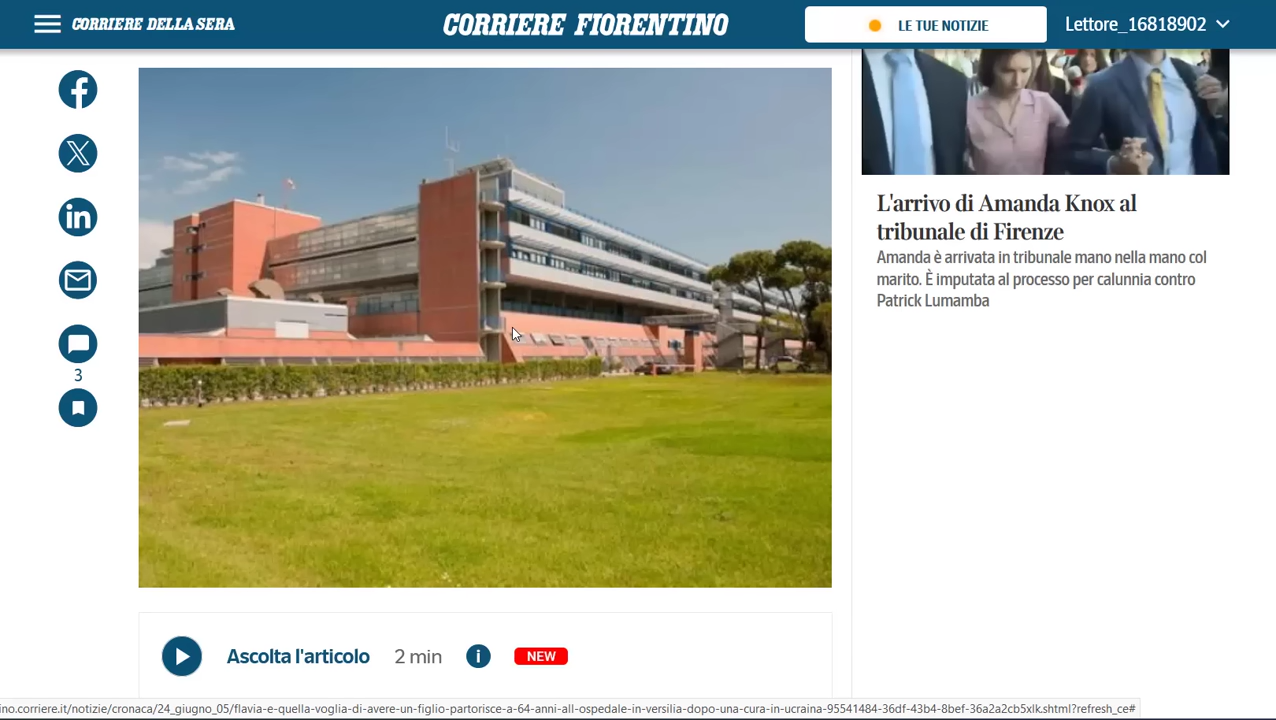 CORRIERE DELLA SERA
CORRIERE FIORENTINO
LE TUE NOTIZIE
Lettore_16818902
3
L'arrivo di Amanda Knox al
tribunale di Firenze
Amanda è arrivata in tribunale mano nella mano col
marito. È imputata al processo per calunnia contro
Patrick Lumamba
Ascolta l'articolo 2 min i NEW
ino.corriere.it/notizie/cronaca/24_giugno_05/flavia-e-quella-voglia-di-avere-un-figlio-partorisce-a-64-anni-all-ospedale-in-versilia-dopo-una-cura-in-ucraina-95541484-36df-43b4-8bef-36a2a2cb5xlk.shtml?refresh_ce#